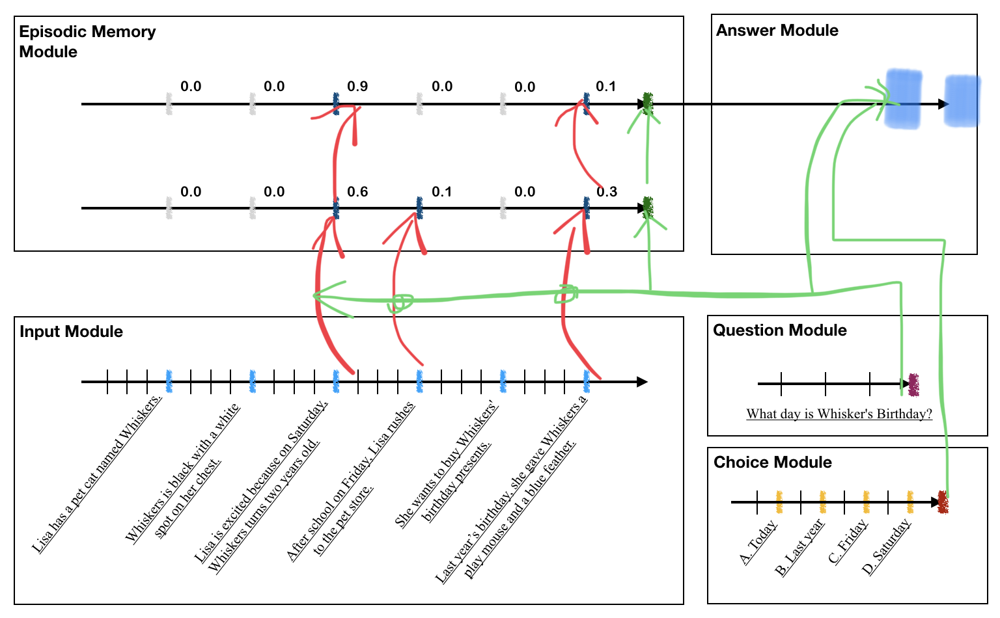 Episodic Memory
Module
0.0 0.0 0.9 0.0 0.0 0.1
0.0 0.0 0.6 0.1 0.0 0.3
Answer Module
Input Module
Lisa has a pet cat named Whiskers.
Whiskers is black with a white
spot on her chest.
Lisa is excited because on Saturday,
Whiskers turns two years old.
After school on Friday, Lisa rushes
to the pet store.
She wants to buy Whiskers'
birthday presents.
Last year's birthday, she gave Whiskers a
play mouse and a blue feather.
Question Module
What day is Whisker's Birthday?
Choice Module
A. Today
B. Last year
C. Friday
D. Saturday